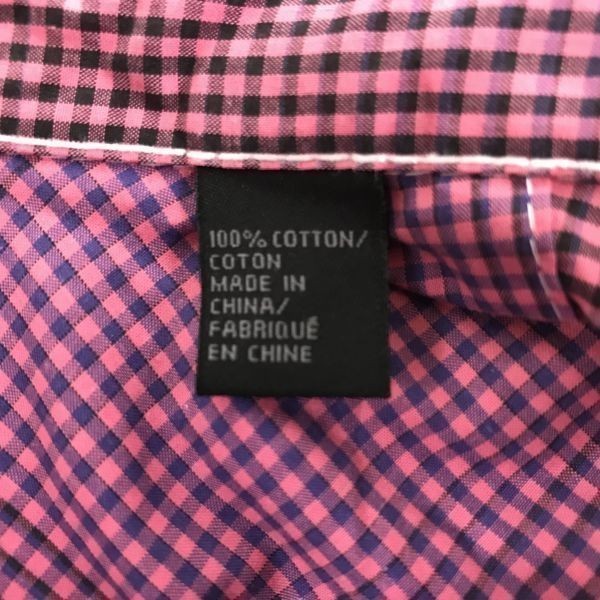 100% COTTON/
COTON
MADE IN
CHINA/
FABRIQUÉ
EN CHINE